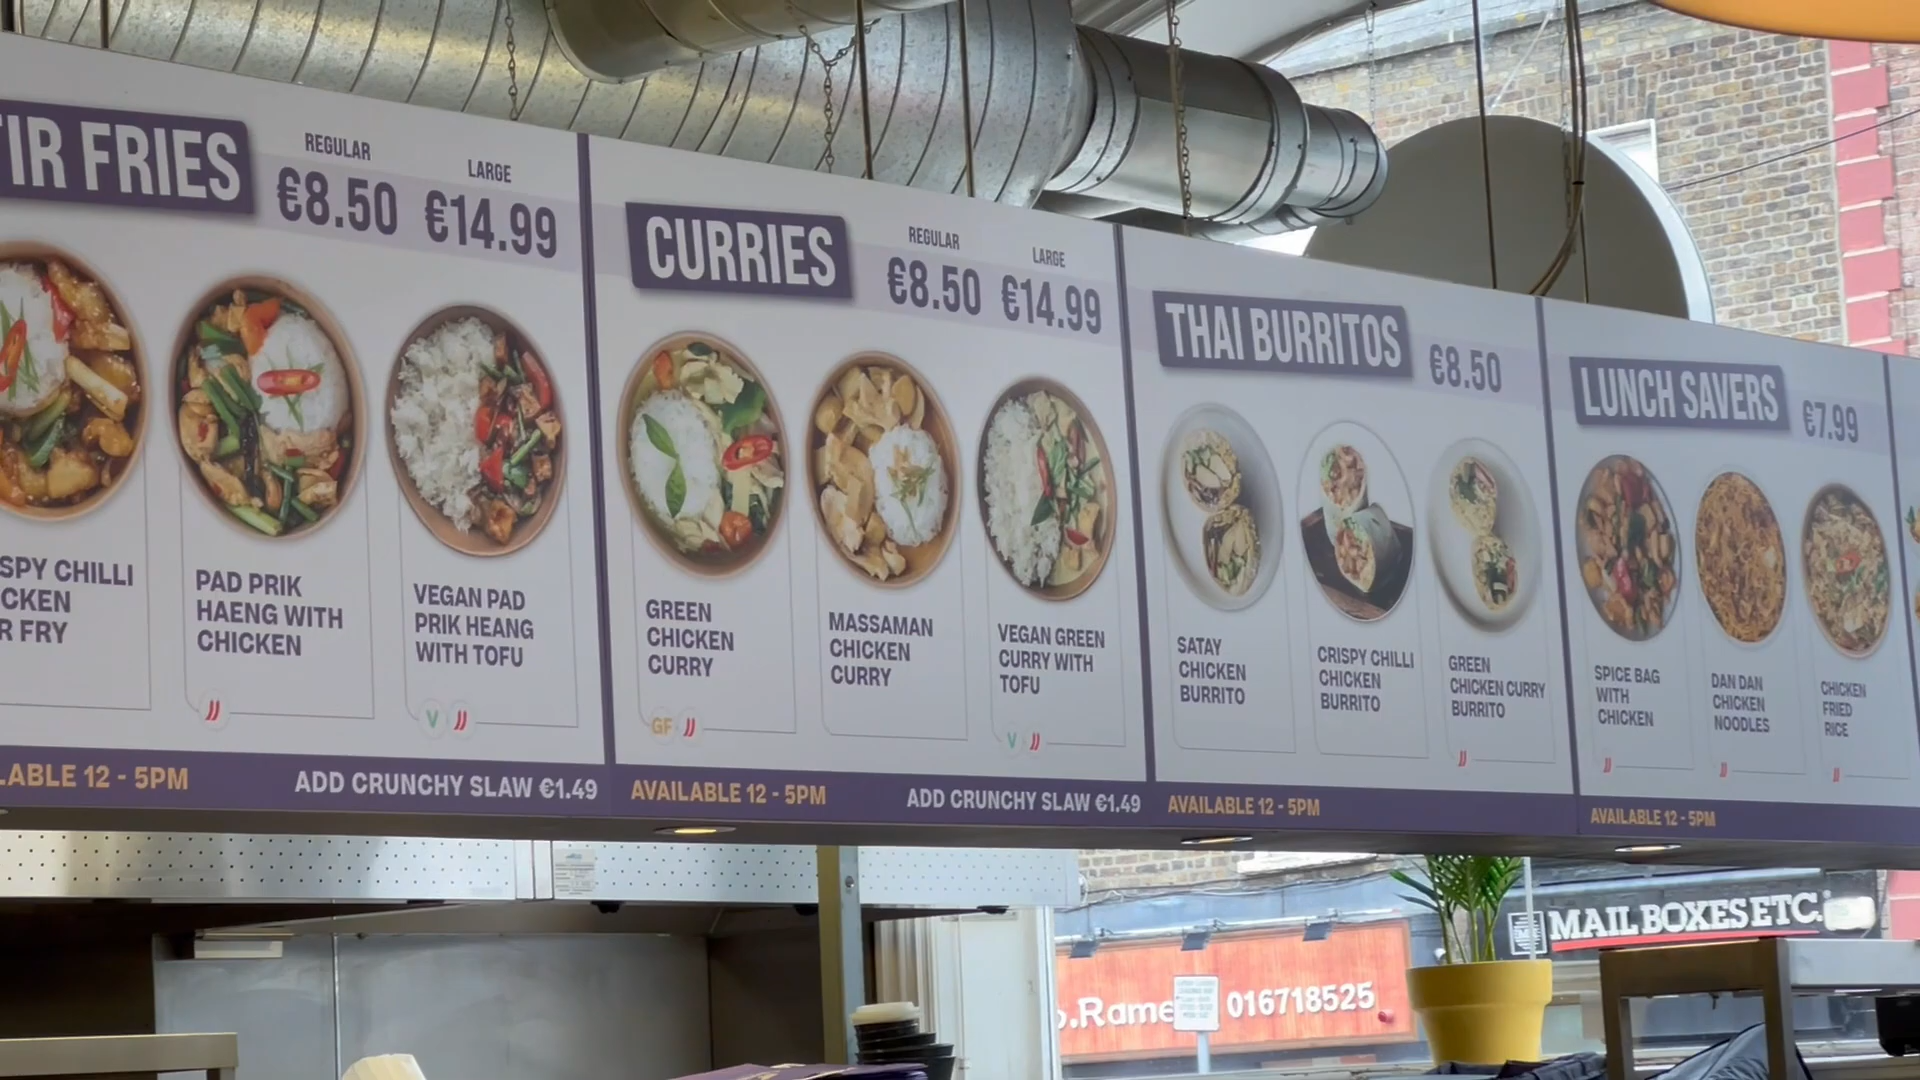 TIR FRIES
REGULAR
€8.50
LARGE
€14.99
SPY CHILLI
CKEN
R FRY
PAD PRIK
HAENG WITH
CHICKEN
VEGAN PAD
PRIK HEANG
WITH TOFU
V
LABLE 12 - 5PM
ADD CRUNCHY SLAW €1.49
CURRIES
REGULAR
€8.50
LARGE
€14.99
GREEN
CHICKEN
CURRY
GF
MASSAMAN
CHICKEN
CURRY
VEGAN GREEN
CURRY WITH
TOFU
V
AVAILABLE 12 - 5PM
ADD CRUNCHY SLAW €1.49
THAI BURRITOS
€8.50
SATAY
CHICKEN
BURRITO
CRISPY CHILLI
CHICKEN
BURRITO
GREEN
CHICKEN CURRY
BURRITO
AVAILABLE 12 - 5PM
LUNCH SAVERS
€7.99
SPICE BAG
WITH
CHICKEN
DAN DAN
CHICKEN
NOODLES
CHICKEN
FRIED
RICE
AVAILABLE 12 - 5PM
MAIL BOXES ETC.
o.Rame
016718525